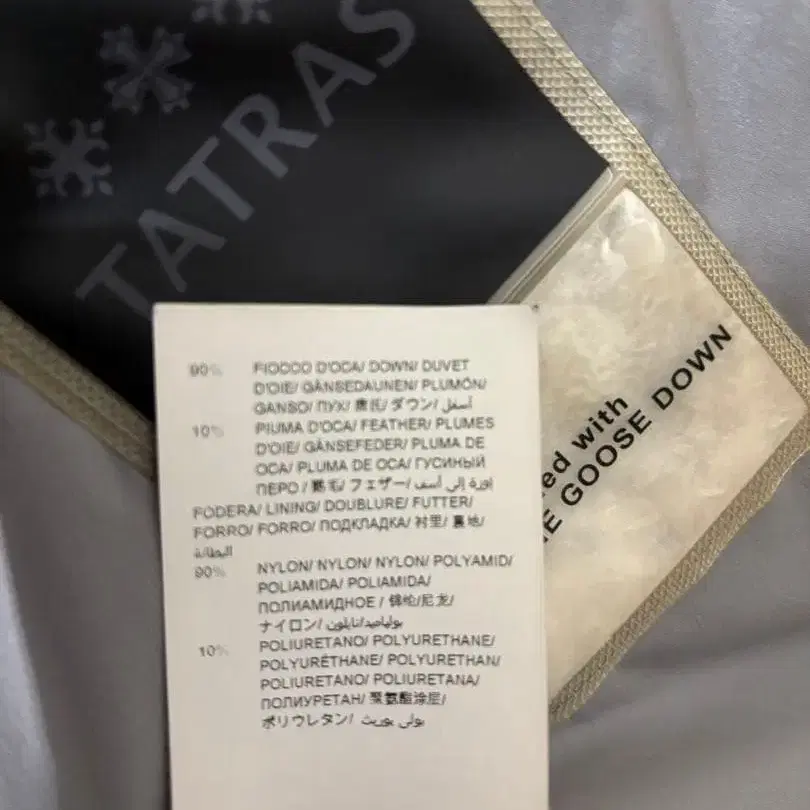 TATRAS
90% FIOCCO D'OCA/ DOWN/ DUVET
D'OIE/ GÄNSEDAUNEN/ PLUMÓN/
GANSO/ ПУХ/ 鹅毛/ ダウン/ أسفل/
10% PIUMA D'OCA/ FEATHER/ PLUMES
D'OIE/ GÄNSEFEDER/ PLUMA DE
OCA/ PLUMA DE OCA/ ГУСИНЫЙ
ПЕРО / 鹅毛/ フェザー/ إوزة إلى أسف/
FODERA/ LINING/ DOUBLURE/ FUTTER/
FORRO/ FORRO/ ПОДКЛАДКА/ 衬里/ 裏地/
البطانة
90% NYLON/ NYLON/ NYLON/ POLYAMID/
POLIAMIDA/ POLIAMIDA/
ПОЛИАМИДНОЕ / 锦纶/尼龙/
ナイロン/ بولياميد/نايلون/
10% POLIURETANO/ POLYURETHANE/
POLYURÉTHANE/ POLYURETHAN/
POLIURETANO/ POLIURETANA/
ПОЛИУРЕТАН/ 聚氨酯涂层/
ポリウレタン/ بولي يوريث
with
GOOSE DOWN